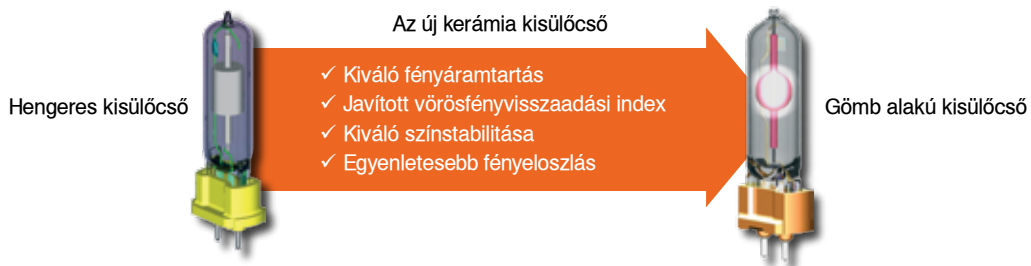 Az új kerámia kisülőcső
Hengeres kisülőcső
✓ Kiváló fényáramtartás
✓ Javított vörösfényvisszaadási index
✓ Kiváló színstabilitása
✓ Egyenletesebb fényeloszlás
Gömb alakú kisülőcső